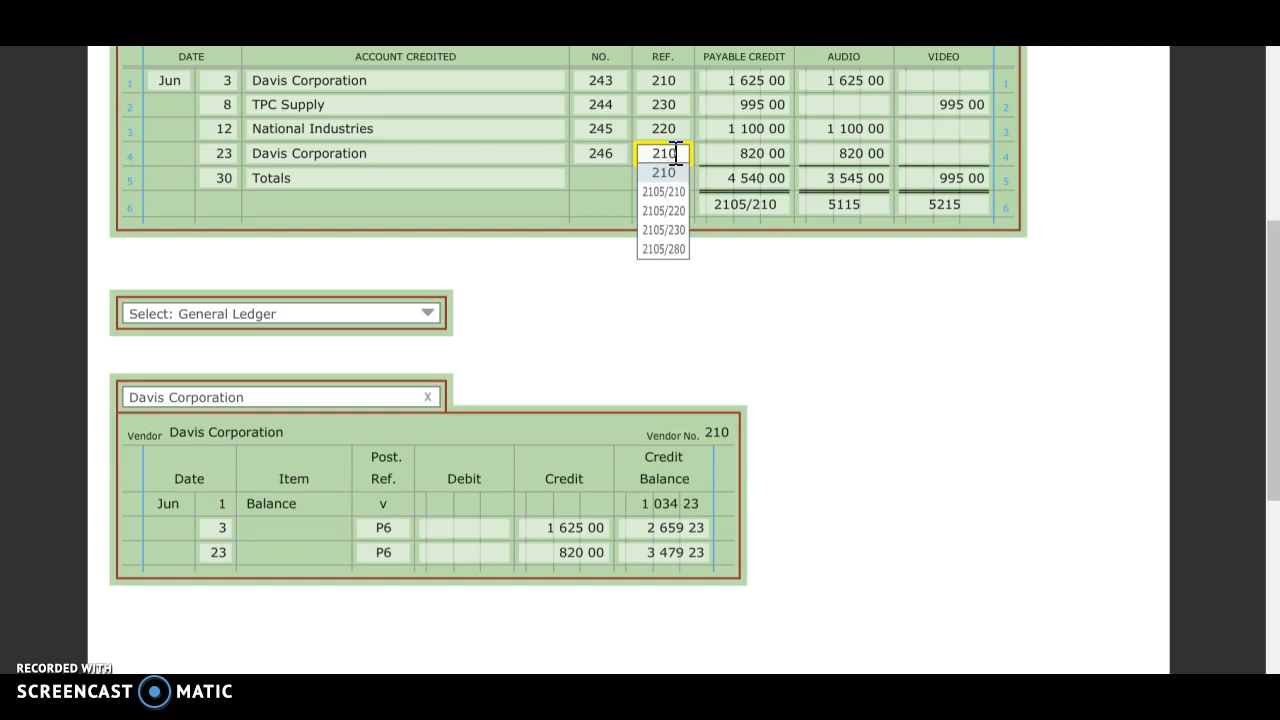 DATE ACCOUNT CREDITED NO. REF. PAYABLE CREDIT AUDIO VIDEO
1 Jun 3 Davis Corporation 243 210 1 625 00 1 625 00 1
2 8 TPC Supply 244 230 995 00 995 00 2
3 12 National Industries 245 220 1 100 00 1 100 00 3
4 23 Davis Corporation 246 210 820 00 820 00 4
210
5 30 Totals 4 540 00 3 545 00 995 00 5
2105/210
6 2105/210 5115 5215 6
2105/220
2105/230
2105/280
Select: General Ledger
Davis Corporation X
Vendor Davis Corporation Vendor No. 210
Post. Credit
Date Item Ref. Debit Credit Balance
Jun 1 Balance v 1 034 23
3 P6 1 625 00 2 659 23
23 P6 820 00 3 479 23
RECORDED WITH
SCREENCAST MATIC